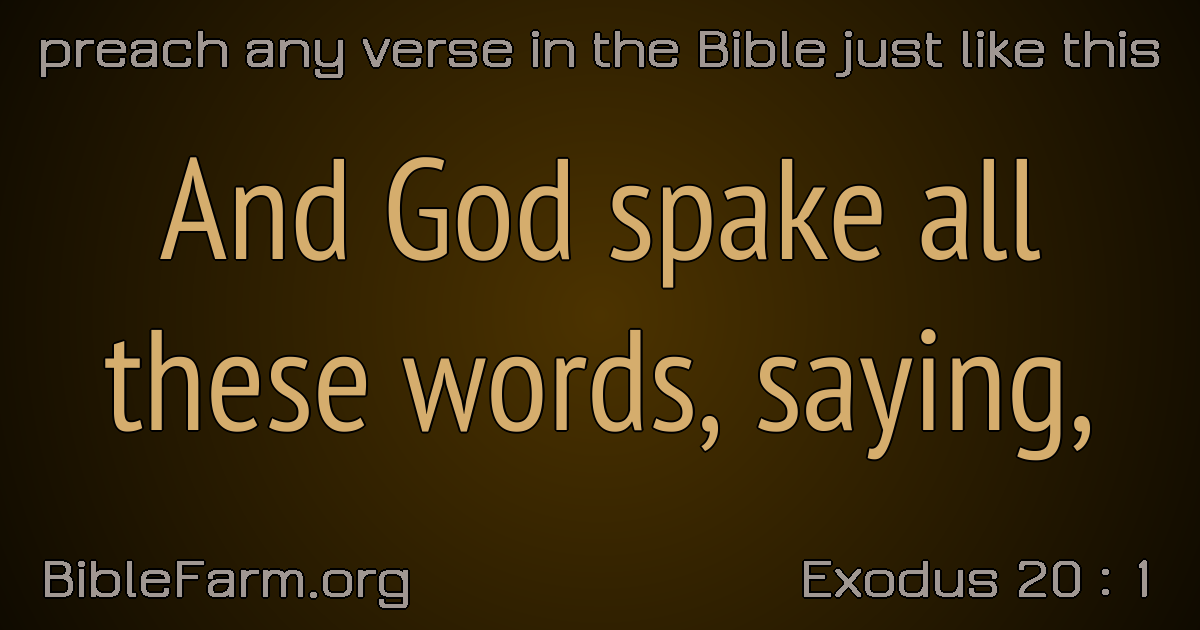 preach any verse in the Bible just like this
And God spake all
these words, saying,
BibleFarm.org
Exodus 20 : 1